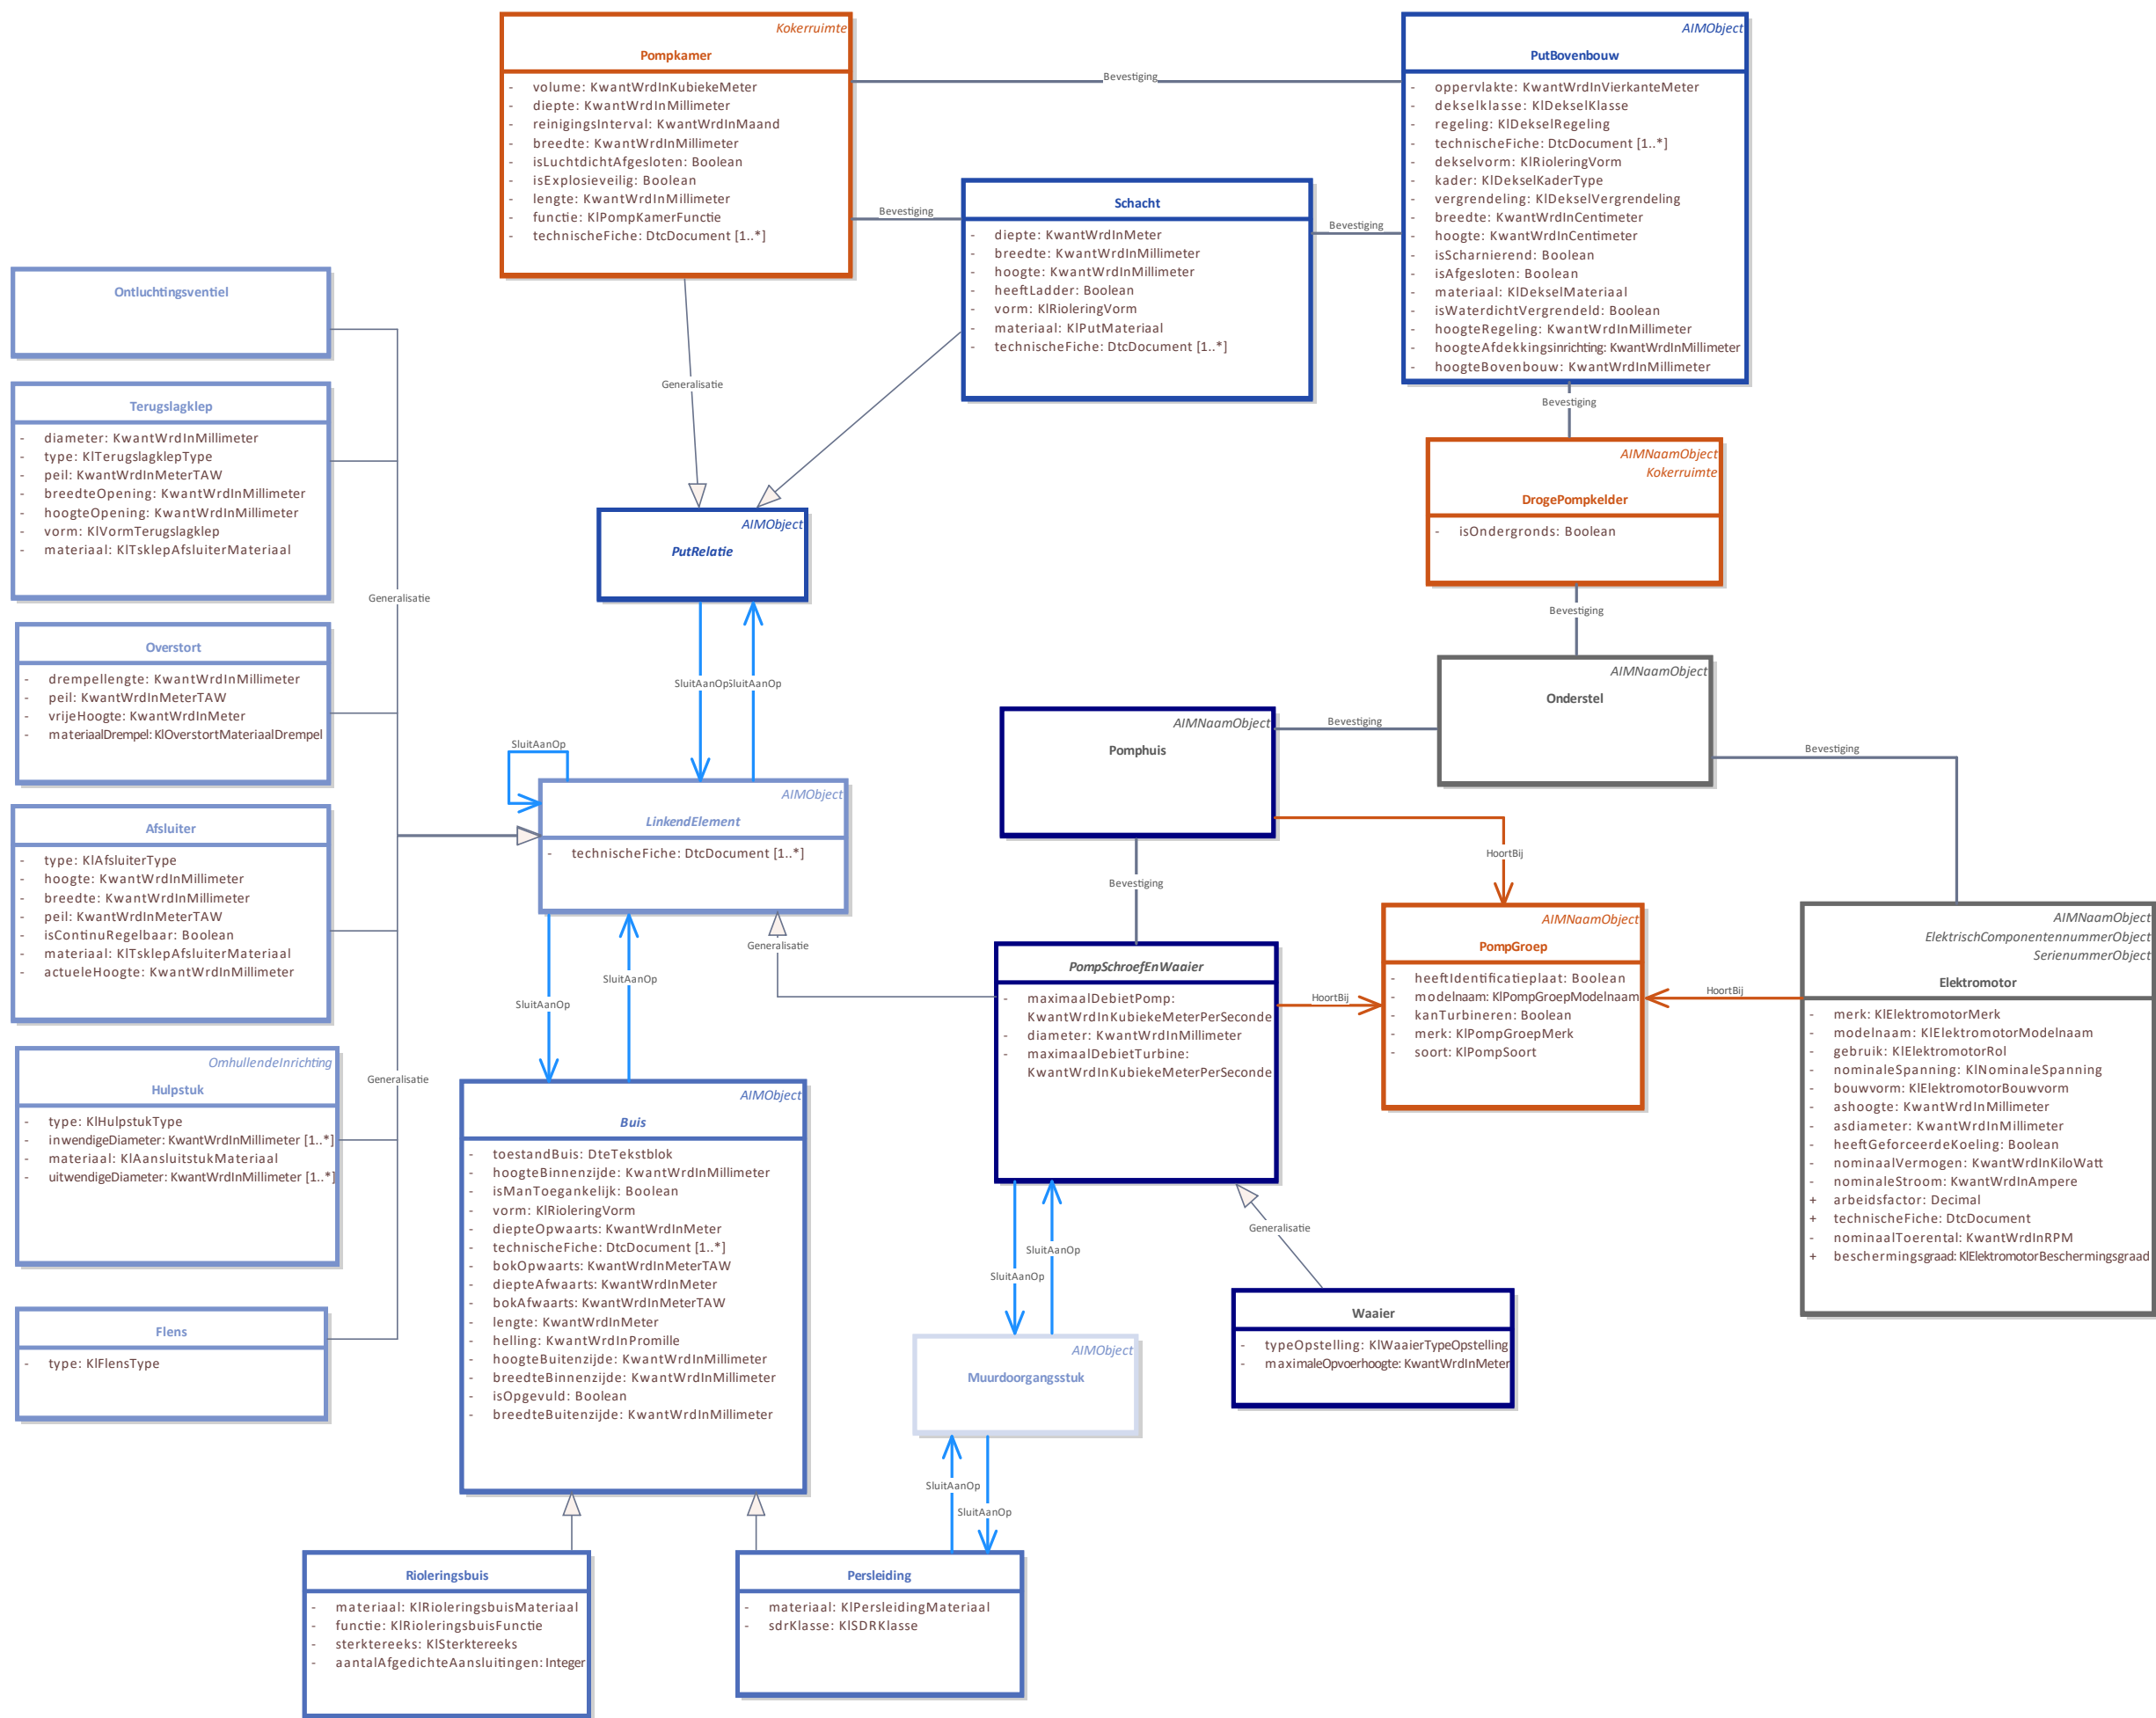 Kokerruimte
Pompkamer
- volume: KwantWrdInKubiekeMeter
- diepte: KwantWrdInMillimeter
- reinigingsInterval: KwantWrdInMaand
- breedte: KwantWrdInMillimeter
- isLuchtdichtAfgesloten: Boolean
- isExplosieveilig: Boolean
- lengte: KwantWrdInMillimeter
- functie: KlPompKamerFunctie
- technischeFiche: DtcDocument [1..*]
Bevestiging
AIMObject
PutBovenbouw
- oppervlakte: KwantWrdInVierkanteMeter
- dekselklasse: KlDekselKlasse
- regeling: KlDekselRegeling
- technischeFiche: DtcDocument [1..*]
- dekselvorm: KlRioleringVorm
- kader: KlDekselKaderType
- vergrendeling: KlDekselVergrendeling
- breedte: KwantWrdInCentimeter
- hoogte: KwantWrdInCentimeter
- isScharnierend: Boolean
- isAfgesloten: Boolean
- materiaal: KlDekselMateriaal
- isWaterdichtVergrendeld: Boolean
- hoogteRegeling: KwantWrdInMillimeter
- hoogteAfdekkingsinrichting: KwantWrdInMillimeter
- hoogteBovenbouw: KwantWrdInMillimeter
Bevestiging
Schacht
- diepte: KwantWrdInMeter
- breedte: KwantWrdInMillimeter
- hoogte: KwantWrdInMillimeter
- heeftLadder: Boolean
- vorm: KlRioleringVorm
- materiaal: KlPutMateriaal
- technischeFiche: DtcDocument [1..*]
Bevestiging
Ontluchtingsventiel
Terugslagklep
- diameter: KwantWrdInMillimeter
- type: KlTerugslagklepType
- peil: KwantWrdInMeterTAW
- breedteOpening: KwantWrdInMillimeter
- hoogteOpening: KwantWrdInMillimeter
- vorm: KlVormTerugslagklep
- materiaal: KlTsklepAfsluiterMateriaal
Generalisatie
Generalisatie
Bevestiging
AIMNaamObject
Kokerruimte
DrogePompkelder
- isOndergronds: Boolean
Bevestiging
AIMObject
PutRelatie
SluitAanOp
SluitAanOp
Overstort
- drempellengte: KwantWrdInMillimeter
- peil: KwantWrdInMeterTAW
- vrijeHoogte: KwantWrdInMeter
- materiaalDrempel: KlOverstortMateriaalDrempel
AIMNaamObject
Onderstel
AIMNaamObject
Pomphuis
Bevestiging
Bevestiging
SluitAanOp
AIMObject
LinkendElement
- technischeFiche: DtcDocument [1..*]
Afsluiter
- type: KlAfsluiterType
- hoogte: KwantWrdInMillimeter
- breedte: KwantWrdInMillimeter
- peil: KwantWrdInMeterTAW
- isContinuRegelbaar: Boolean
- materiaal: KlTsklepAfsluiterMateriaal
- actueleHoogte: KwantWrdInMillimeter
HoortBij
Bevestiging
Generalisatie
SluitAanOp
SluitAanOp
PompSchroefEnWaaier
- maximaalDebietPomp:
KwantWrdInKubiekeMeterPerSeconde
- diameter: KwantWrdInMillimeter
- maximaalDebietTurbine:
KwantWrdInKubiekeMeterPerSeconde
HoortBij
AIMNaamObject
PompGroep
- heeftIdentificatieplaat: Boolean
- modelnaam: KlPompGroepModelnaam
- kanTurbineren: Boolean
- merk: KlPompGroepMerk
- soort: KlPompSoort
HoortBij
AIMNaamObject
ElektrischComponentennummerObject
SerienummerObject
Elektromotor
- merk: KlElektromotorMerk
- modelnaam: KlElektromotorModelnaam
- gebruik: KlElektromotorRol
- nominaleSpanning: KlNominaleSpanning
- bouwvorm: KlElektromotorBouwvorm
- ashoogte: KwantWrdInMillimeter
- asdiameter: KwantWrdInMillimeter
- heeftGeforceerdeKoeling: Boolean
- nominaalVermogen: KwantWrdInKiloWatt
- nominaleStroom: KwantWrdInAmpere
+ arbeidsfactor: Decimal
+ technischeFiche: DtcDocument
- nominaalToerental: KwantWrdInRPM
+ beschermingsgraad: KlElektromotorBeschermingsgraad
OmhullendeInrichting
Hulpstuk
- type: KlHulpstukType
- inwendigeDiameter: KwantWrdInMillimeter [1..*]
- materiaal: KlAansluitstukMateriaal
- uitwendigeDiameter: KwantWrdInMillimeter [1..*]
Generalisatie
AIMObject
Buis
- toestandBuis: DteTekstblok
- hoogteBinnenzijde: KwantWrdInMillimeter
- isManToegankelijk: Boolean
- vorm: KlRioleringVorm
- diepteOpwaarts: KwantWrdInMeter
- technischeFiche: DtcDocument [1..*]
- bokOpwaarts: KwantWrdInMeterTAW
- diepteAfwaarts: KwantWrdInMeter
- bokAfwaarts: KwantWrdInMeterTAW
- lengte: KwantWrdInMeter
- helling: KwantWrdInPromille
- hoogteBuitenzijde: KwantWrdInMillimeter
- breedteBinnenzijde: KwantWrdInMillimeter
- isOpgevuld: Boolean
- breedteBuitenzijde: KwantWrdInMillimeter
Generalisatie
SluitAanOp
SluitAanOp
Flens
- type: KlFlensType
Waaier
- typeOpstelling: KlWaaierTypeOpstelling
- maximaleOpvoerhoogte: KwantWrdInMeter
AIMObject
Muurdoorgangsstuk
SluitAanOp
SluitAanOp
Rioleringsbuis
- materiaal: KlRioleringsbuisMateriaal
- functie: KlRioleringsbuisFunctie
- sterktereeks: KlSterktereeks
- aantalAfgedichteAansluitingen: Integer
Persleiding
- materiaal: KlPersleidingMateriaal
- sdrKlasse: KlSDRKlasse